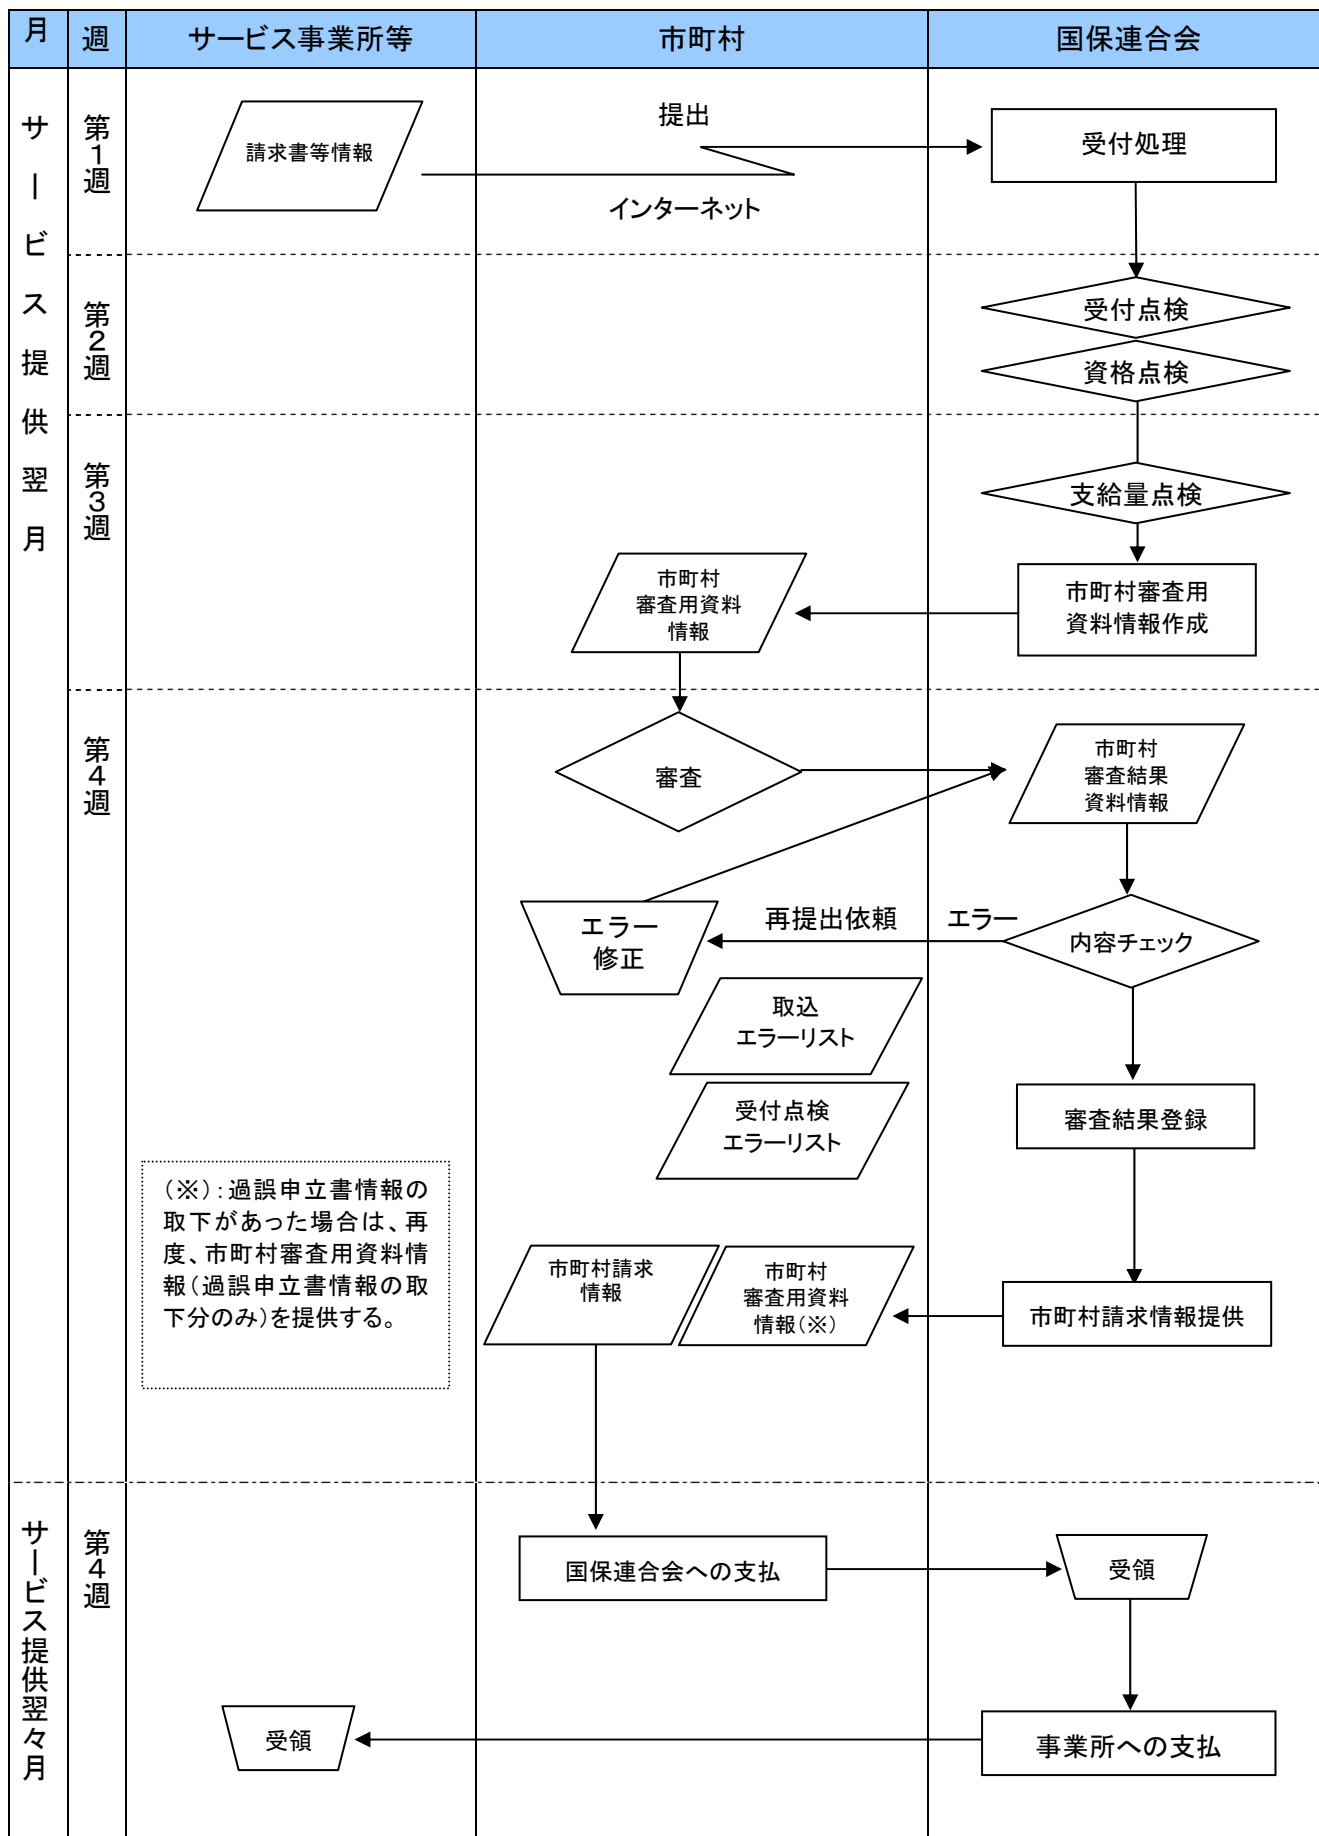 月 週 サービス事業所等 市町村 国保連合会
サービス提供翌月
第1週
請求書等情報
提出
インターネット
受付処理
第2週
受付点検
資格点検
第3週
支給量点検
市町村審査用
資料情報作成
市町村
審査用資料
情報
第4週
審査
市町村
審査結果
資料情報
内容チェック
エラー
再提出依頼
エラー
修正
取込
エラーリスト
受付点検
エラーリスト
審査結果登録
(※):過誤申立書情報の
取下があった場合は、再
度、市町村審査用資料情
報(過誤申立書情報の取
下分のみ)を提供する。
市町村請求
情報
市町村
審査用資料
情報(※)
市町村請求情報提供
サービス提供翌々月
第4週
国保連合会への支払
受領
受領
事業所への支払